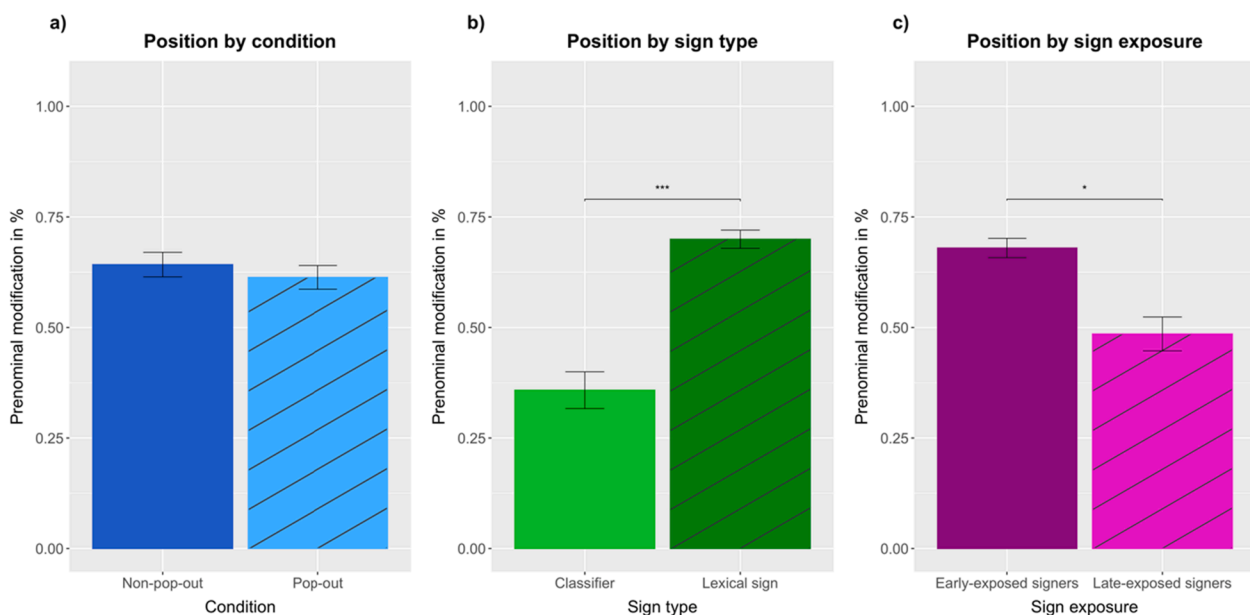 a)
Position by condition
Prenominal modification in %
1.00
0.75
0.50
0.25
0.00
Non-pop-out
Pop-out
Condition
b)
Position by sign type
Prenominal modification in %
1.00
0.75
0.50
0.25
0.00
***
Classifier
Lexical sign
Sign type
c)
Position by sign exposure
Prenominal modification in %
1.00
0.75
0.50
0.25
0.00
*
Early-exposed signers
Late-exposed signers
Sign exposure